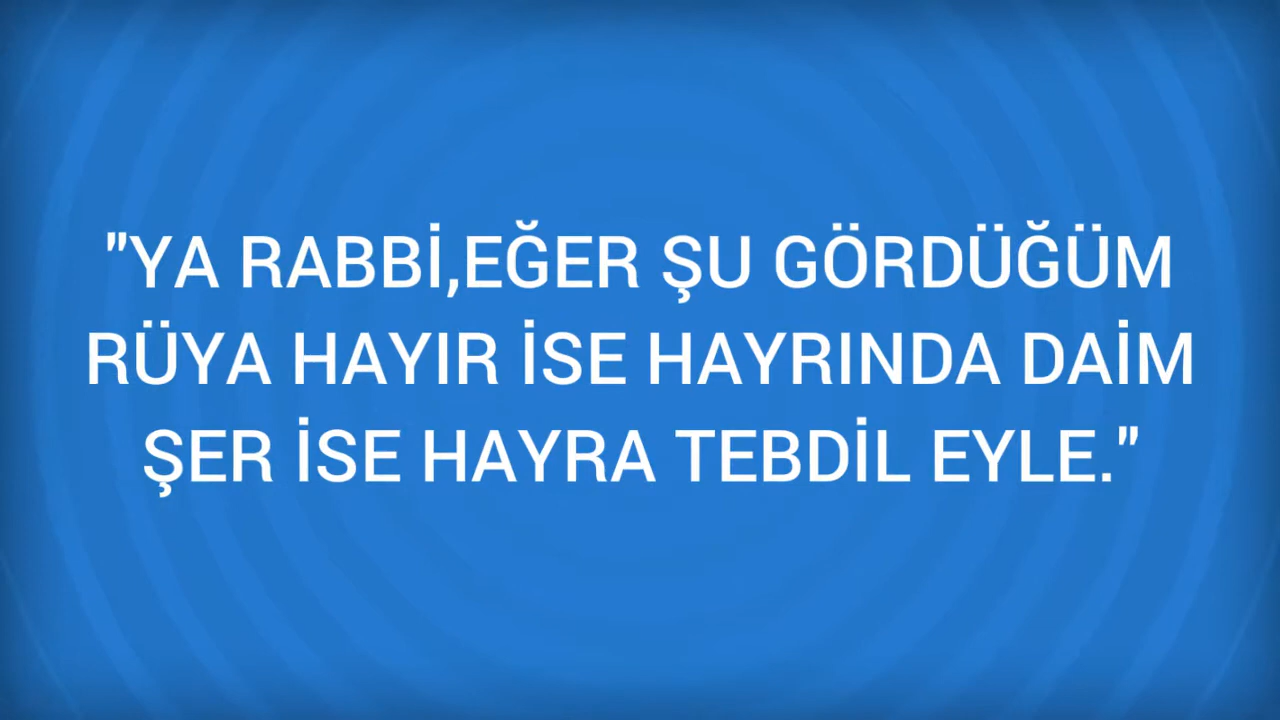 "YA RABBİ,EĞER ŞU GÖRDÜĞÜM
RÜYA HAYIR İSE HAYRINDA DAİM
ŞER İSE HAYRA TEBDİL EYLE."